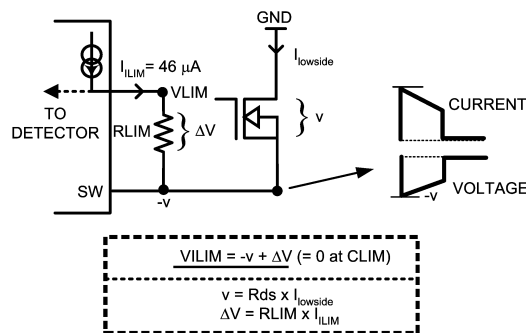 GND
I_ILIM = 46 μA
I_lowside
VLIM
TO
DETECTOR
RLIM
} ΔV
} v
CURRENT
SW
-v
-v
VOLTAGE
VILIM = -v + ΔV (= 0 at CLIM)
v = Rds x I_lowside
ΔV = RLIM x I_ILIM